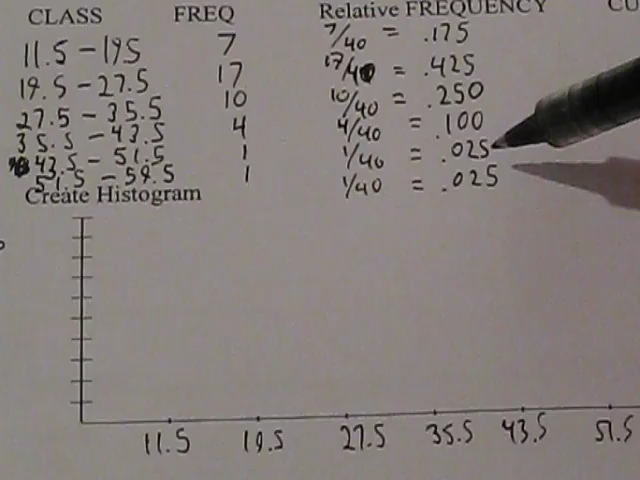 CLASS FREQ Relative FREQUENCY CU
11.5 - 19.5 7 7/40 = .175
19.5 - 27.5 17 17/40 = .425
27.5 - 35.5 10 10/40 = .250
35.5 - 43.5 4 4/40 = .100
43.5 - 51.5 1 1/40 = .025
51.5 - 59.5 1 1/40 = .025
Create Histogram
11.5 19.5 27.5 35.5 43.5 51.5